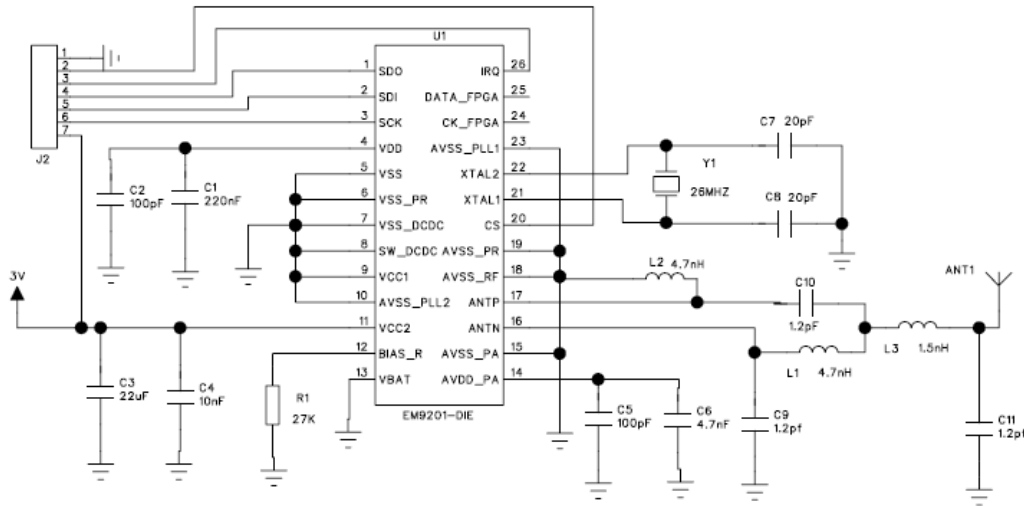 U1
J2
1
2
3
4
5
6
7
1 SDO
2 SDI
3 SCK
4 VDD
5 VSS
6 VSS_PR
7 VSS_DCDC
8 SW_DCDC
9 VCC1
10 AVSS_PLL2
11 VCC2
12 BIAS_R
13 VBAT
IRQ 26
DATA_FPGA 25
CK_FPGA 24
AVSS_PLL1 23
XTAL2 22
XTAL1 21
CS 20
AVSS_PR 19
AVSS_RF 18
ANTP 17
ANTN 16
AVSS_PA 15
AVDD_PA 14
EM9201-DIE
C2
100pF
C1
220nF
3V
C3
22uF
C4
10nF
R1
27K
C7 20pF
Y1
26MHZ
C8 20pF
L2 4.7nH
C10
1.2pF
ANT1
L3 1.5nH
L1 4.7nH
C5
100pF
C6
4.7nF
C9
1.2pf
C11
1.2pf